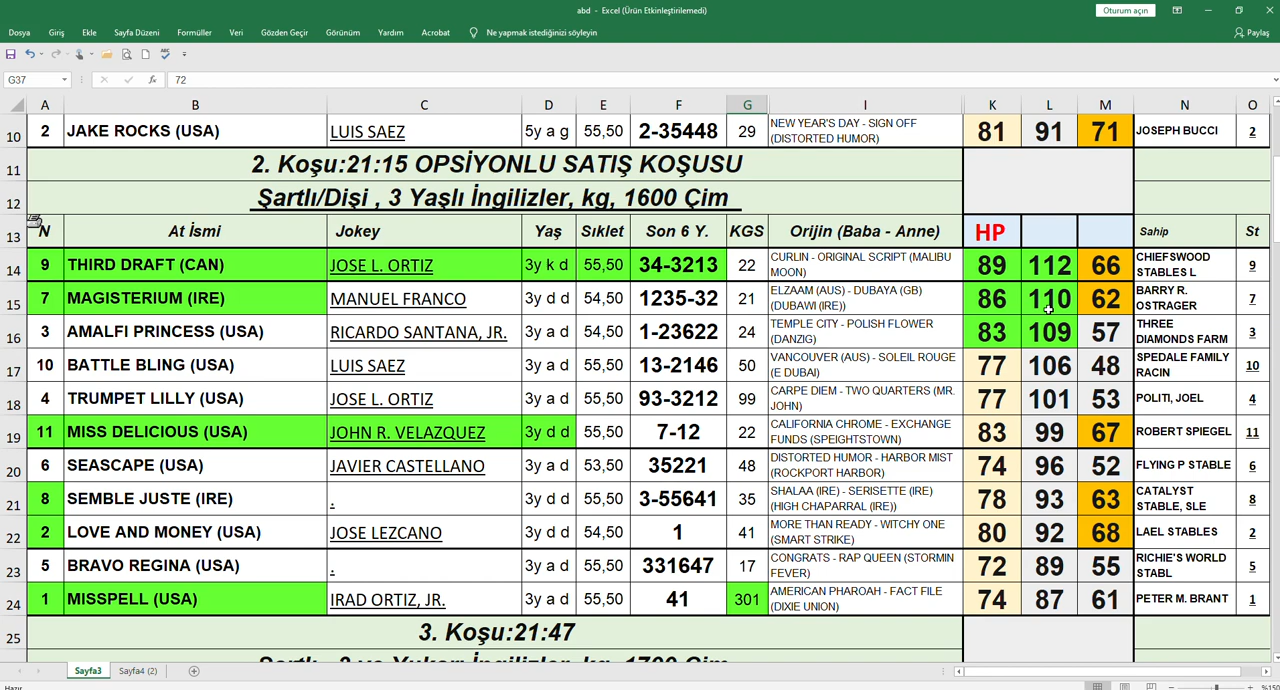 abd - Excel (Ürün Etkinleştirilemedi)
Oturum açın
Dosya Giriş Ekle Sayfa Düzeni Formüller Veri Gözden Geçir Görünüm Yardım Acrobat Ne yapmak istediğinizi söyleyin Paylaş
G37 fx 72
A B C D E F G I K L M N O
10 2 JAKE ROCKS (USA) LUIS SAEZ 5y a g 55,50 2-35448 29 NEW YEAR'S DAY - SIGN OFF (DISTORTED HUMOR) 81 91 71 JOSEPH BUCCI 2
11 2. Koşu:21:15 OPSİYONLU SATIŞ KOŞUSU
12 Şartlı/Dişi , 3 Yaşlı İngilizler, kg, 1600 Çim
13 N At İsmi Jokey Yaş Sıklet Son 6 Y. KGS Orijin (Baba - Anne) HP Sahip St
14 9 THIRD DRAFT (CAN) JOSE L. ORTIZ 3y k d 55,50 34-3213 22 CURLIN - ORIGINAL SCRIPT (MALIBU MOON) 89 112 66 CHIEFSWOOD STABLES L 9
15 7 MAGISTERIUM (IRE) MANUEL FRANCO 3y d d 54,50 1235-32 21 ELZAAM (AUS) - DUBAYA (GB) (DUBAWI (IRE)) 86 110 62 BARRY R. OSTRAGER 7
16 3 AMALFI PRINCESS (USA) RICARDO SANTANA, JR. 3y a d 54,50 1-23622 24 TEMPLE CITY - POLISH FLOWER (DANZIG) 83 109 57 THREE DIAMONDS FARM 3
17 10 BATTLE BLING (USA) LUIS SAEZ 3y a d 55,50 13-2146 50 VANCOUVER (AUS) - SOLEIL ROUGE (E DUBAI) 77 106 48 SPEDALE FAMILY RACIN 10
18 4 TRUMPET LILLY (USA) JOSE L. ORTIZ 3y a d 55,50 93-3212 99 CARPE DIEM - TWO QUARTERS (MR. JOHN) 77 101 53 POLITI, JOEL 4
19 11 MISS DELICIOUS (USA) JOHN R. VELAZQUEZ 3y d d 55,50 7-12 22 CALIFORNIA CHROME - EXCHANGE FUNDS (SPEIGHTSTOWN) 83 99 67 ROBERT SPIEGEL 11
20 6 SEASCAPE (USA) JAVIER CASTELLANO 3y a d 53,50 35221 48 DISTORTED HUMOR - HARBOR MIST (ROCKPORT HARBOR) 74 96 52 FLYING P STABLE 6
21 8 SEMBLE JUSTE (IRE) . 3y d d 55,50 3-55641 35 SHALAA (IRE) - SERISETTE (IRE) (HIGH CHAPARRAL (IRE)) 78 93 63 CATALYST STABLE, SLE 8
22 2 LOVE AND MONEY (USA) JOSE LEZCANO 3y d d 54,50 1 41 MORE THAN READY - WITCHY ONE (SMART STRIKE) 80 92 68 LAEL STABLES 2
23 5 BRAVO REGINA (USA) . 3y a d 55,50 331647 17 CONGRATS - RAP QUEEN (STORMIN FEVER) 72 89 55 RICHIE'S WORLD STABL 5
24 1 MISSPELL (USA) IRAD ORTIZ, JR. 3y a d 55,50 41 301 AMERICAN PHAROAH - FACT FILE (DIXIE UNION) 74 87 61 PETER M. BRANT 1
25 3. Koşu:21:47
Sayfa3 Sayfa4 (2)
Hazır %150